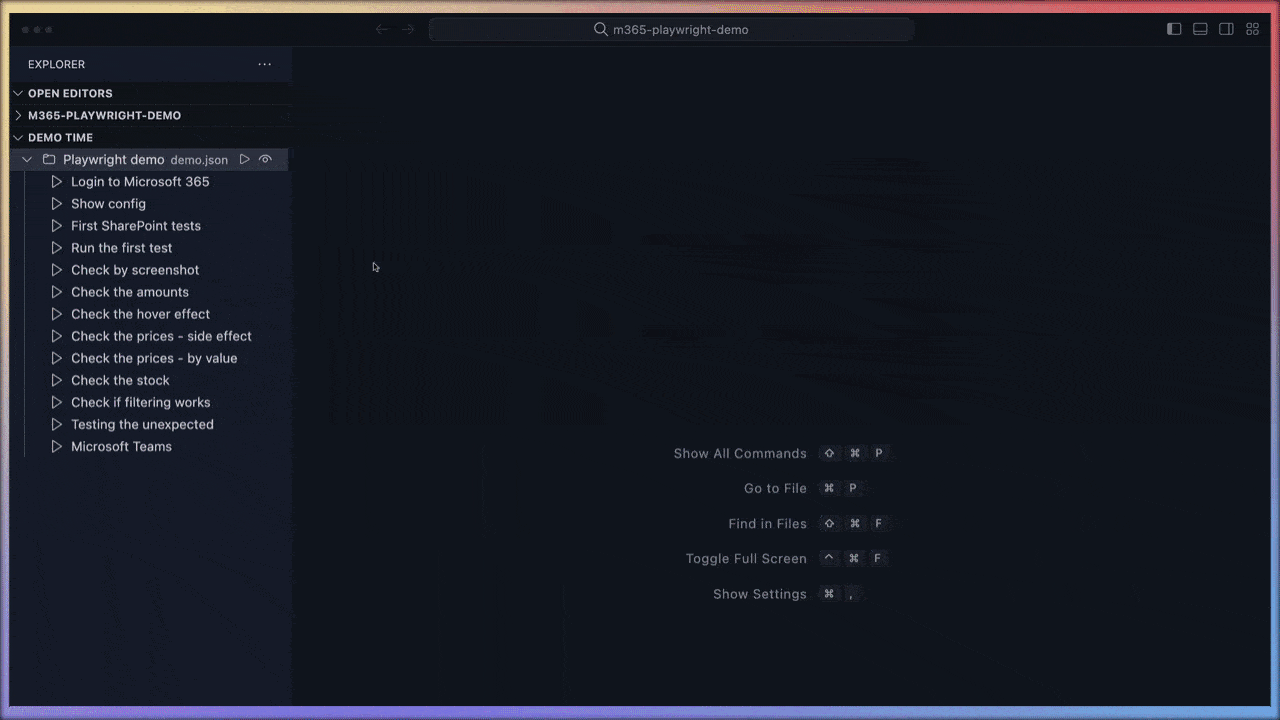 m365-playwright-demo
EXPLORER
OPEN EDITORS
M365-PLAYWRIGHT-DEMO
DEMO TIME
Playwright demo demo.json
Login to Microsoft 365
Show config
First SharePoint tests
Run the first test
Check by screenshot
Check the amounts
Check the hover effect
Check the prices - side effect
Check the prices - by value
Check the stock
Check if filtering works
Testing the unexpected
Microsoft Teams
Show All Commands ⇧ ⌘ P
Go to File ⌘ P
Find in Files ⇧ ⌘ F
Toggle Full Screen ^ ⌘ F
Show Settings ⌘ ,